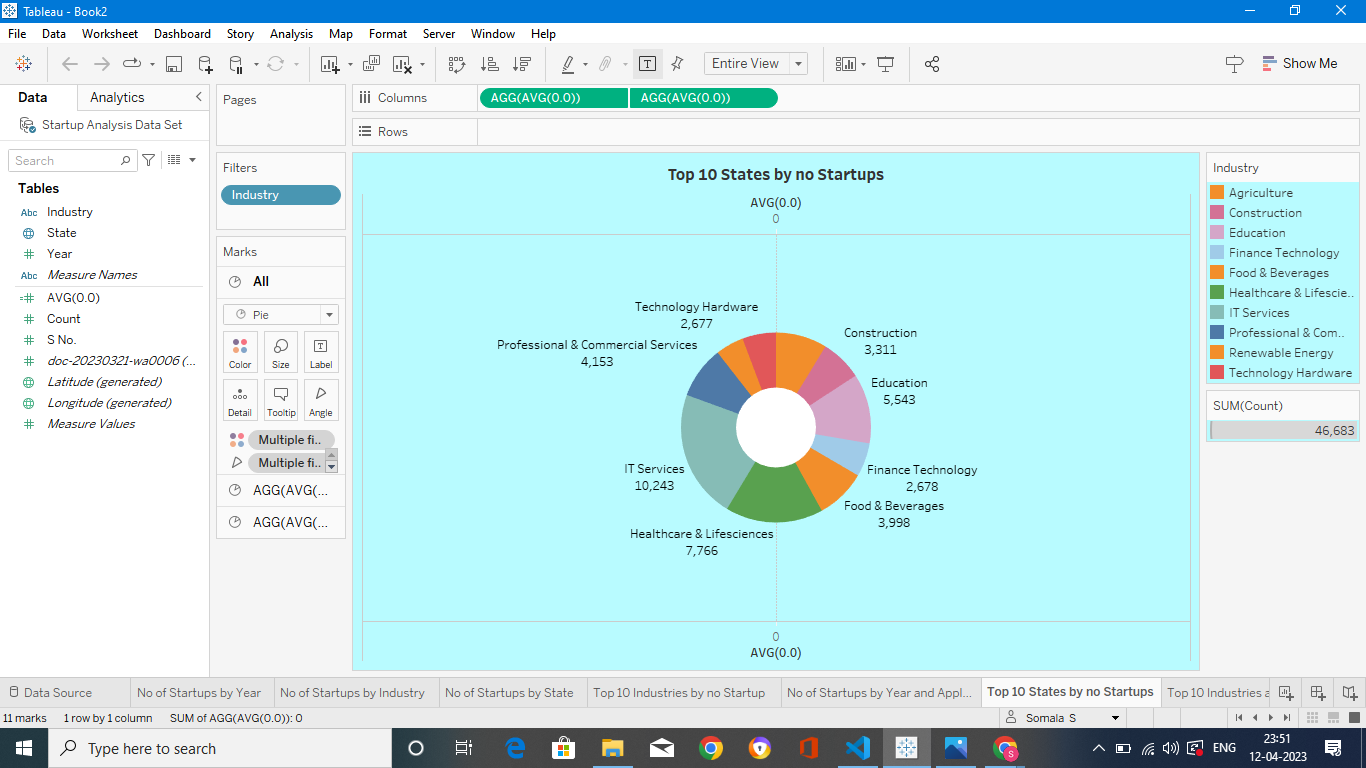 Tableau - Book2
File Data Worksheet Dashboard Story Analysis Map Format Server Window Help
Entire View
Show Me
Data Analytics
Startup Analysis Data Set
Search
Tables
Abc Industry
State
Year
Abc Measure Names
AVG(0.0)
Count
S No.
doc-20230321-wa0006 (...
Latitude (generated)
Longitude (generated)
Measure Values
Pages
Filters
Industry
Marks
All
Pie
Color Size Label
Detail Tooltip Angle
Multiple fi..
Multiple fi..
AGG(AVG(...
AGG(AVG(...
Columns AGG(AVG(0.0)) AGG(AVG(0.0))
Rows
Top 10 States by no Startups
AVG(0.0)
0
Technology Hardware
2,677
Construction
3,311
Professional & Commercial Services
4,153
Education
5,543
IT Services
10,243
Finance Technology
2,678
Food & Beverages
3,998
Healthcare & Lifesciences
7,766
0
AVG(0.0)
Industry
Agriculture
Construction
Education
Finance Technology
Food & Beverages
Healthcare & Lifescie..
IT Services
Professional & Com..
Renewable Energy
Technology Hardware
SUM(Count)
46,683
Data Source No of Startups by Year No of Startups by Industry No of Startups by State Top 10 Industries by no Startup No of Startups by Year and Appl... Top 10 States by no Startups Top 10 Industries a
11 marks 1 row by 1 column SUM of AGG(AVG(0.0)): 0 Somala S
Type here to search
S
ENG
23:51
12-04-2023